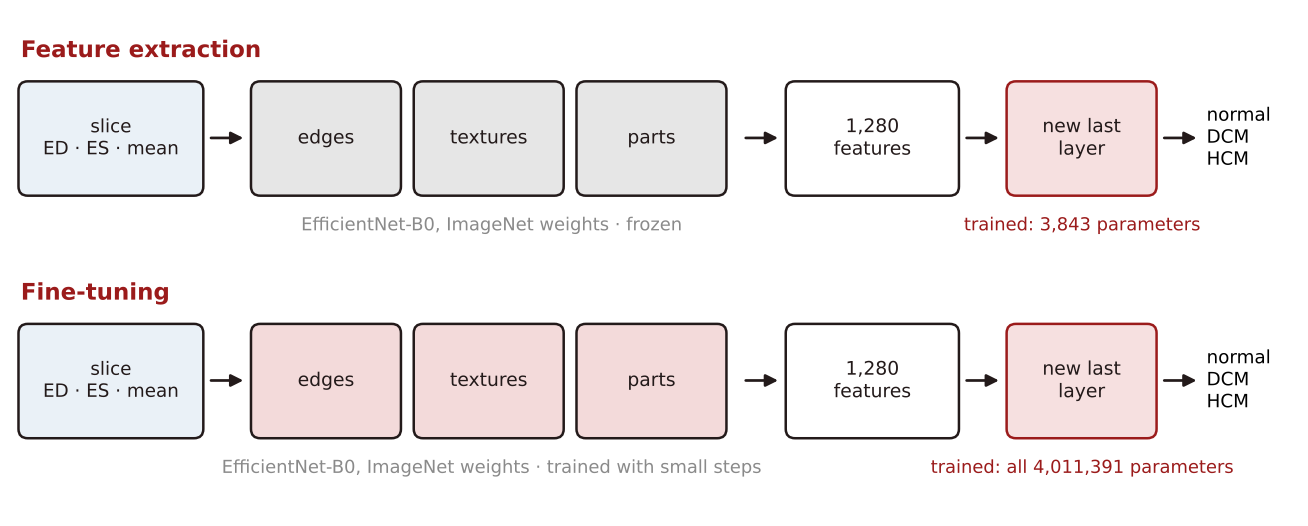 Feature extraction
slice
ED · ES · mean
edges
textures
parts
1,280
features
new last
layer
normal
DCM
HCM
EfficientNet-B0, ImageNet weights · frozen
trained: 3,843 parameters
Fine-tuning
slice
ED · ES · mean
edges
textures
parts
1,280
features
new last
layer
normal
DCM
HCM
EfficientNet-B0, ImageNet weights · trained with small steps
trained: all 4,011,391 parameters